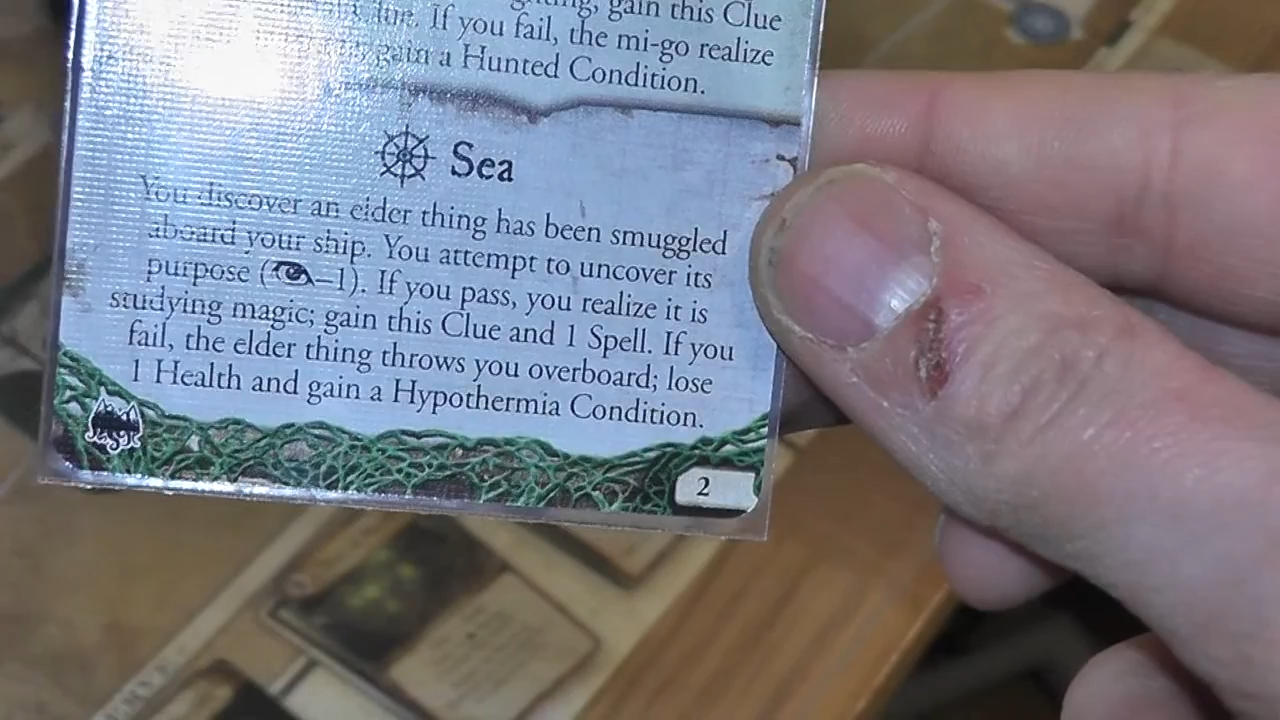 gain this Clue
If you fail, the mi-go realize
gain a Hunted Condition.
Sea
You discover an elder thing has been smuggled
aboard your ship. You attempt to uncover its
purpose (–1). If you pass, you realize it is
studying magic; gain this Clue and 1 Spell. If you
fail, the elder thing throws you overboard; lose
1 Health and gain a Hypothermia Condition.
2